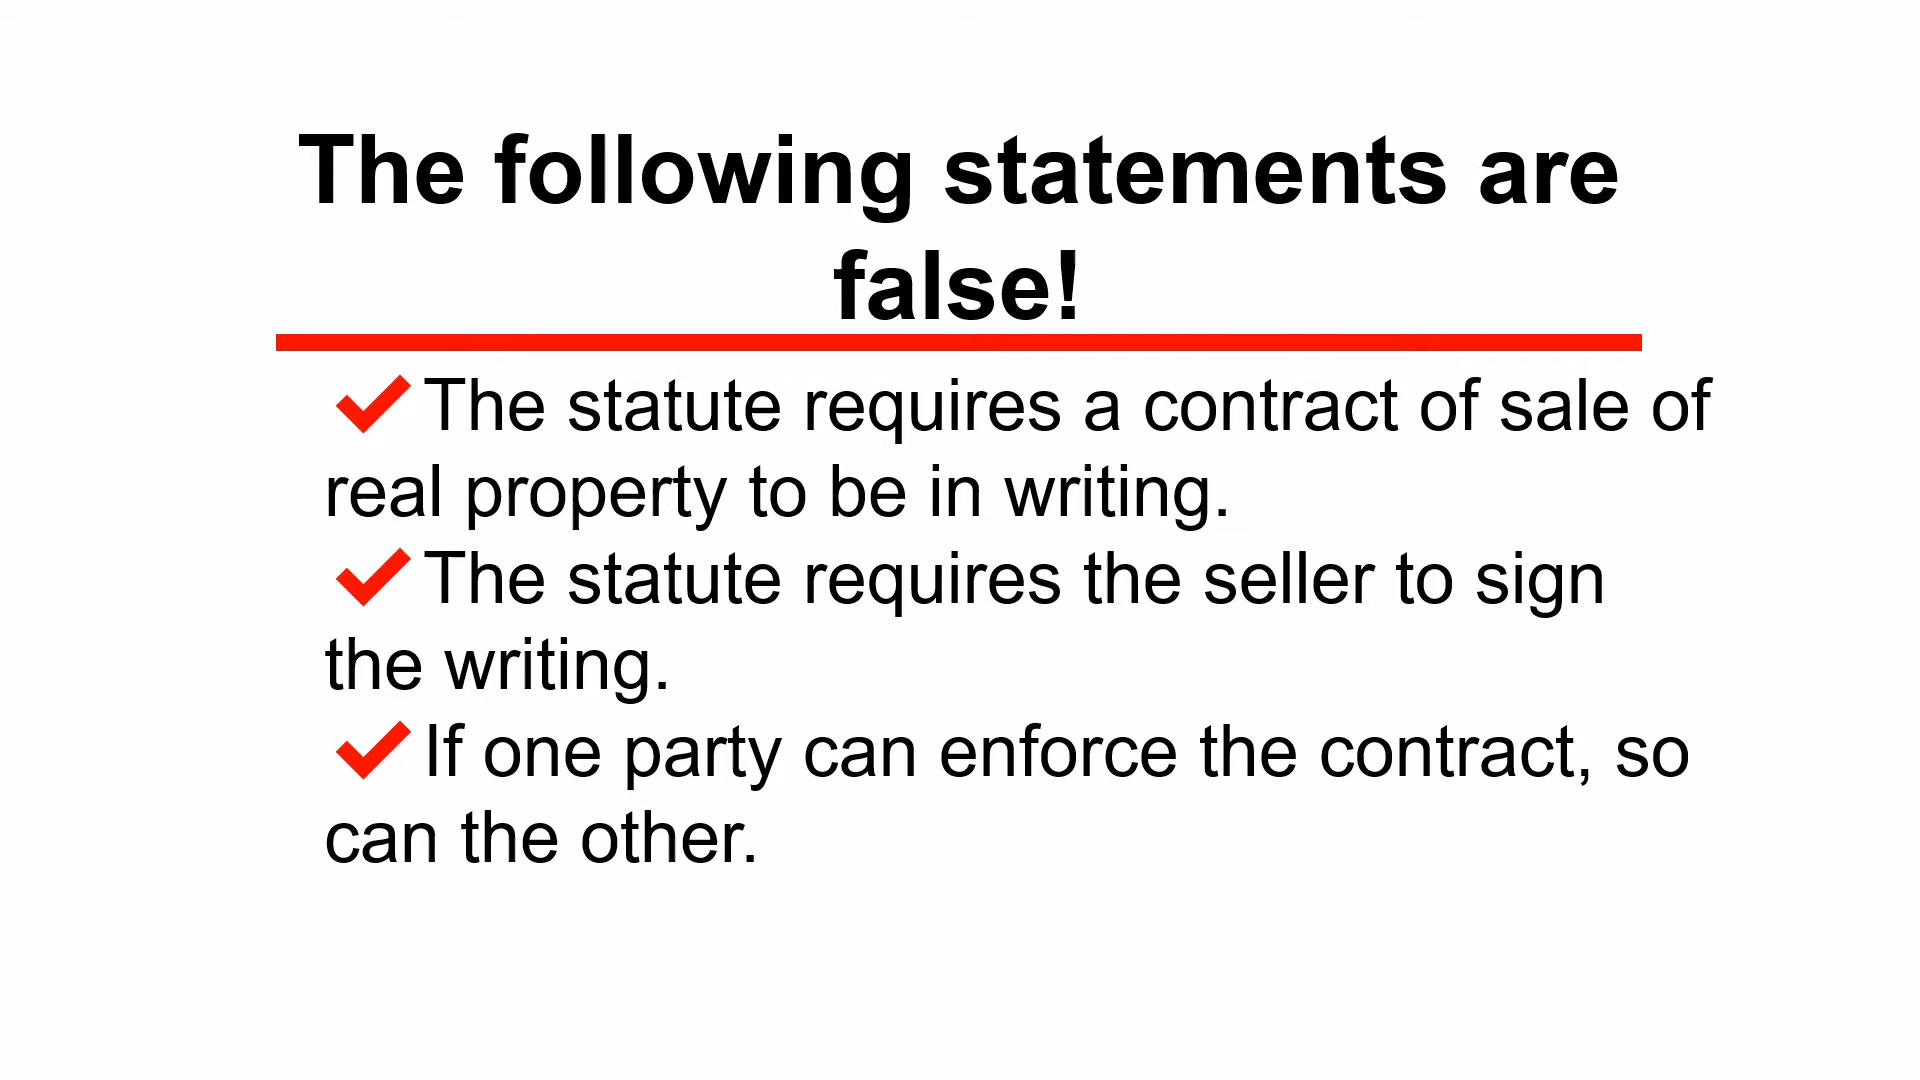 The following statements are
false!
✔The statute requires a contract of sale of
real property to be in writing.
✔The statute requires the seller to sign
the writing.
✔If one party can enforce the contract, so
can the other.